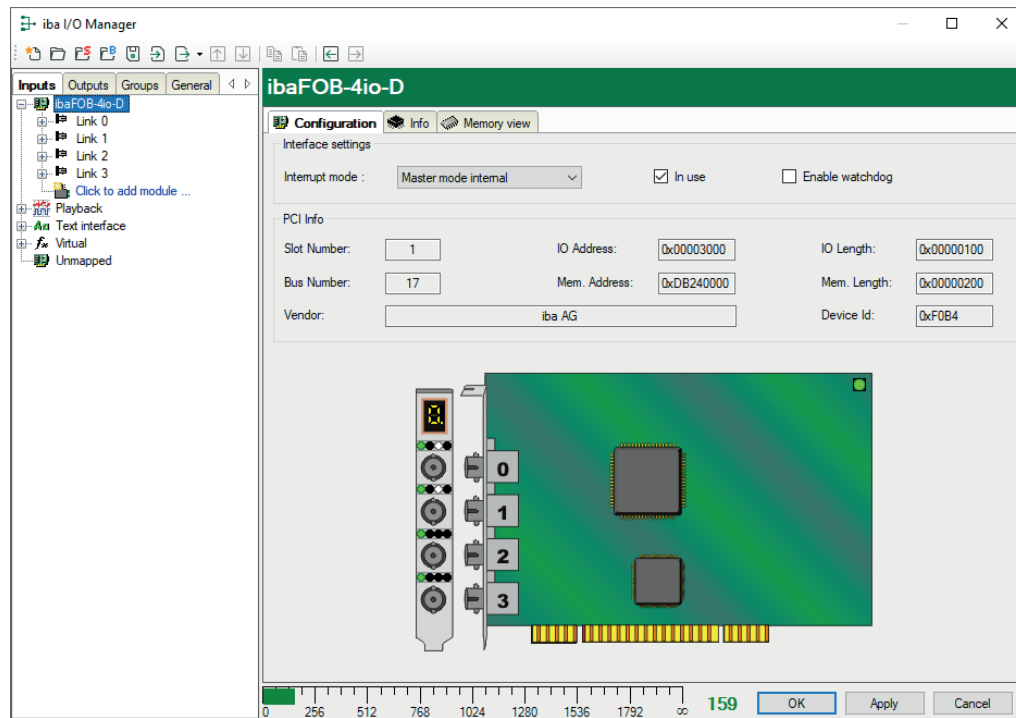 iba I/O Manager
Inputs Outputs Groups General
ibaFOB-4io-D
Link 0
Link 1
Link 2
Link 3
Click to add module ...
Playback
Text interface
Virtual
Unmapped
ibaFOB-4io-D
Configuration Info Memory view
Interface settings
Interrupt mode : Master mode internal In use Enable watchdog
PCI Info
Slot Number: 1 IO Address: 0x00003000 IO Length: 0x00000100
Bus Number: 17 Mem. Address: 0xDB240000 Mem. Length: 0x00000200
Vendor: iba AG Device Id: 0xF0B4
0
1
2
3
0 256 512 768 1024 1280 1536 1792 ∞ 159 OK Apply Cancel